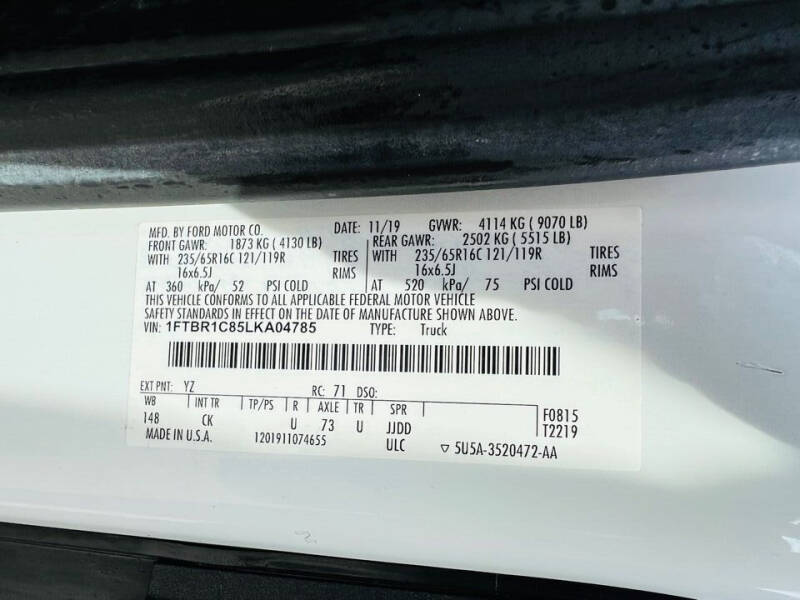 MFD. BY FORD MOTOR CO. DATE: 11/19 GVWR: 4114 KG ( 9070 LB)
FRONT GAWR: 1873 KG ( 4130 LB) REAR GAWR: 2502 KG ( 5515 LB)
WITH 235/65R16C 121/119R TIRES WITH 235/65R16C 121/119R TIRES
16x6.5J RIMS 16x6.5J RIMS
AT 360 kPa/ 52 PSI COLD AT 520 kPa/ 75 PSI COLD
THIS VEHICLE CONFORMS TO ALL APPLICABLE FEDERAL MOTOR VEHICLE
SAFETY STANDARDS IN EFFECT ON THE DATE OF MANUFACTURE SHOWN ABOVE.
VIN: 1FTBR1C85LKA04785 TYPE: Truck
EXT PNT: YZ RC: 71 DSO:
WB INT TR TP/PS R AXLE TR SPR F0815
148 CK U 73 U JJDD T2219
MADE IN U.S.A. 1201911074655 ULC ▽ 5U5A-3520472-AA